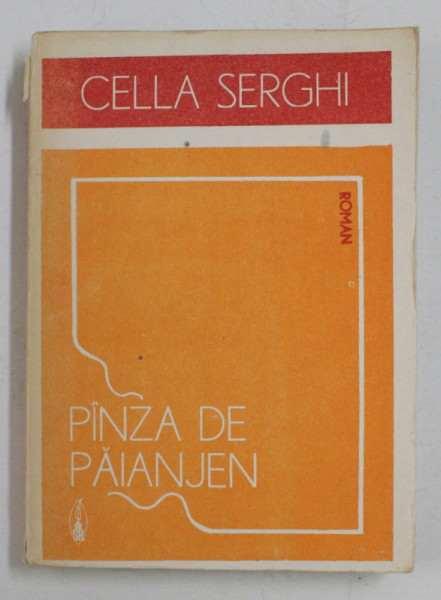 CELLA SERGHI
ROMAN
PÎNZA DE
PĂIANJEN